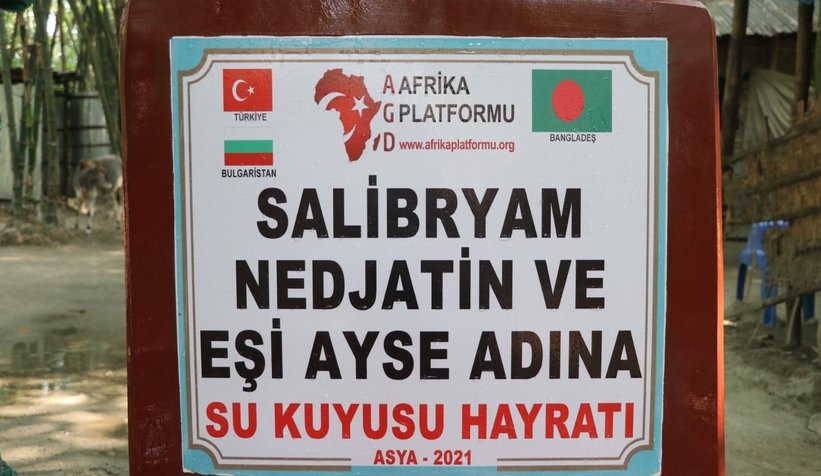 TÜRKİYE
BULGARİSTAN
AGD
AFRİKA
PLATFORMU
www.afrikaplatformu.org
BANGLADEŞ
SALİBRYAM
NEDJATİN VE
EŞİ AYSE ADINA
SU KUYUSU HAYRATI
ASYA - 2021